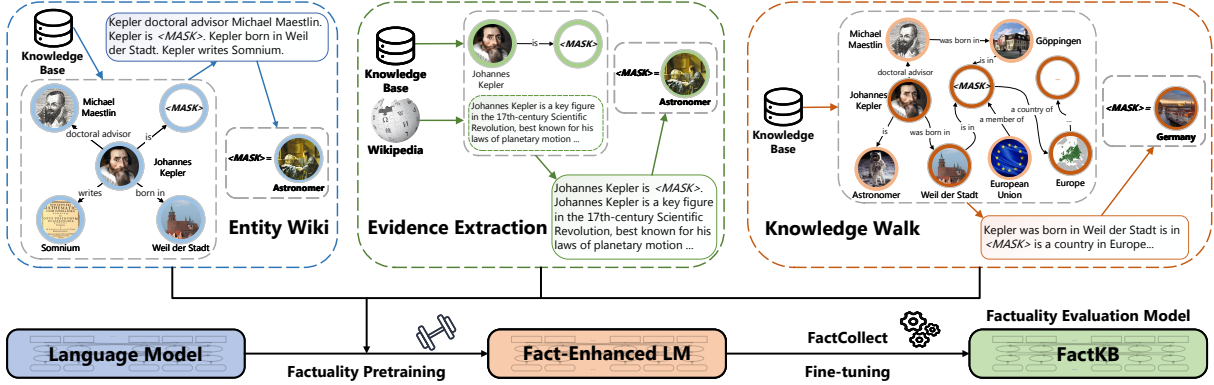 Kepler doctoral advisor Michael Maestlin.
Kepler is <MASK>. Kepler born in Weil
der Stadt. Kepler writes Somnium.
Knowledge
Base
Michael
Maestlin
<MASK>
doctoral advisor
is
Johannes
Kepler
writes
born in
Somnium
Weil der Stadt
<MASK> =
Astronomer
Entity Wiki
Knowledge
Base
Wikipedia
is
<MASK>
Johannes
Kepler
Johannes Kepler is a key figure
in the 17th-century Scientific
Revolution, best known for his
laws of planetary motion ...
<MASK> =
Astronomer
Johannes Kepler is <MASK>.
Johannes Kepler is a key figure
in the 17th-century Scientific
Revolution, best known for his
laws of planetary motion ...
Evidence Extraction
Knowledge
Base
Michael
Maestlin
was born in
Göppingen
is in
doctoral advisor
<MASK>
...
Johannes
Kepler
a country of
...
a member of
is
was born in
is in
Astronomer
Weil der Stadt
European
Union
Europe
<MASK> =
Germany
Knowledge Walk
Kepler was born in Weil der Stadt is in
<MASK> is a country in Europe...
Language Model
Factuality Pretraining
Fact-Enhanced LM
FactCollect
Fine-tuning
Factuality Evaluation Model
FactKB